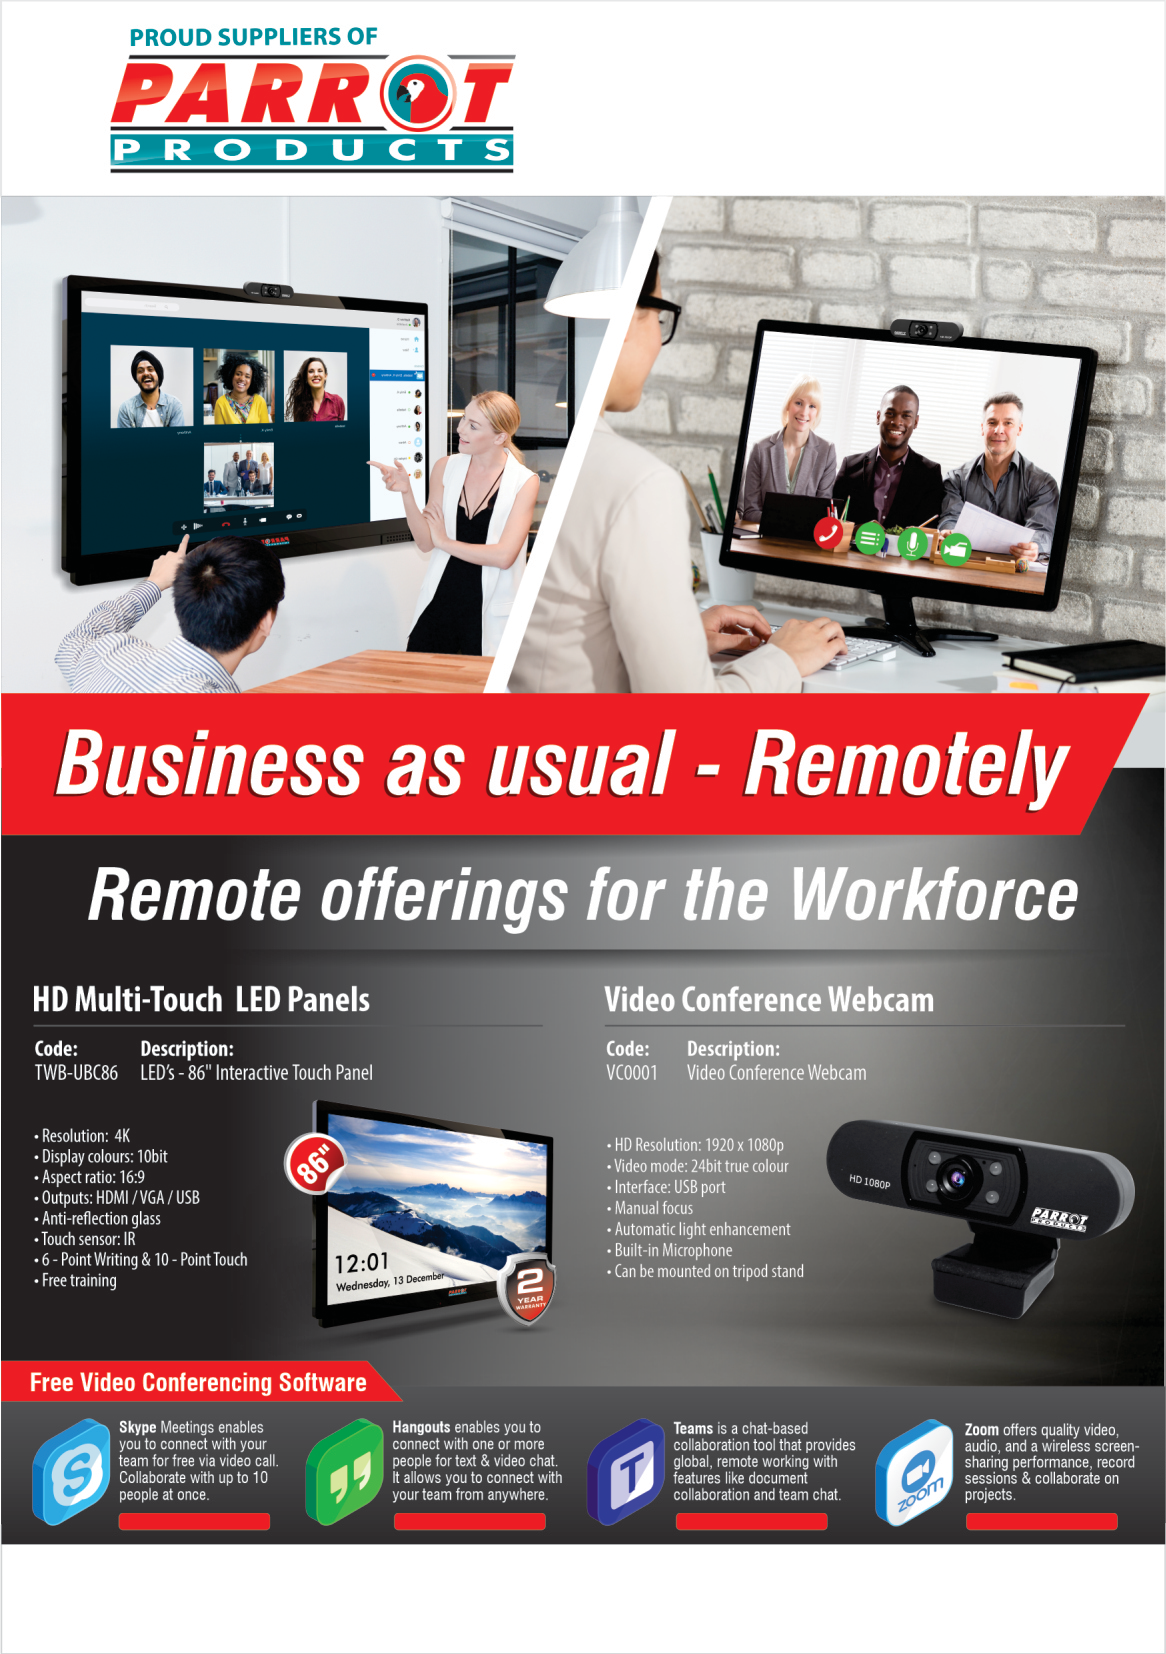 PROUD SUPPLIERS OF
PARROT
PRODUCTS
Business as usual - Remotely
Remote offerings for the Workforce
HD Multi-Touch LED Panels
Code: Description:
TWB-UBC86 LED's - 86" Interactive Touch Panel
• Resolution: 4K
• Display colours: 10bit
• Aspect ratio: 16:9
• Outputs: HDMI / VGA / USB
• Anti-reflection glass
• Touch sensor: IR
• 6 - Point Writing & 10 - Point Touch
• Free training
86"
12:01
Wednesday, 13 December
PARROT
2
YEAR
WARRANTY
Video Conference Webcam
Code: Description:
VC0001 Video Conference Webcam
• HD Resolution: 1920 x 1080p
• Video mode: 24bit true colour
• Interface: USB port
• Manual focus
• Automatic light enhancement
• Built-in Microphone
• Can be mounted on tripod stand
HD 1080P
PARROT
PRODUCTS
Free Video Conferencing Software
Skype Meetings enables
you to connect with your
team for free via video call.
Collaborate with up to 10
people at once.
Hangouts enables you to
connect with one or more
people for text & video chat.
It allows you to connect with
your team from anywhere.
T
Teams is a chat-based
collaboration tool that provides
global, remote working with
features like document
collaboration and team chat.
zoom
Zoom offers quality video,
audio, and a wireless screen-
sharing performance, record
sessions & collaborate on
projects.